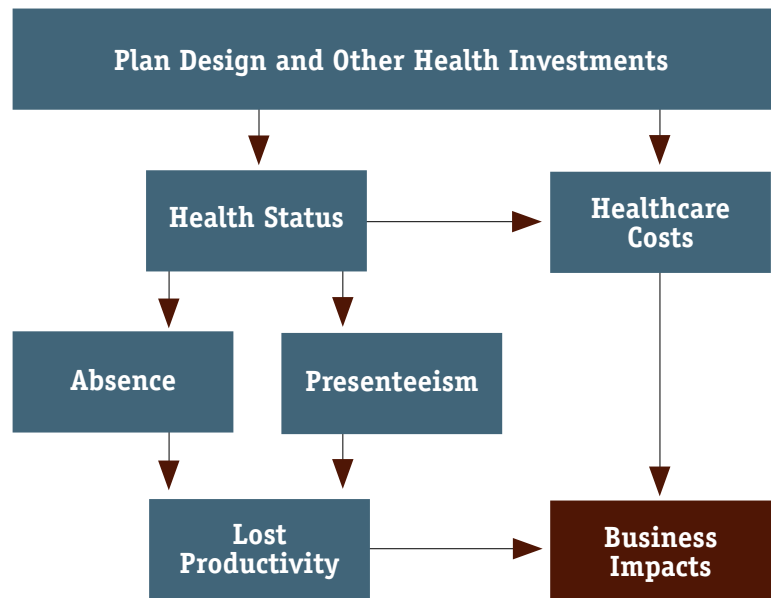 Plan Design and Other Health Investments
Health Status
Healthcare
Costs
Absence
Presenteeism
Lost
Productivity
Business
Impacts